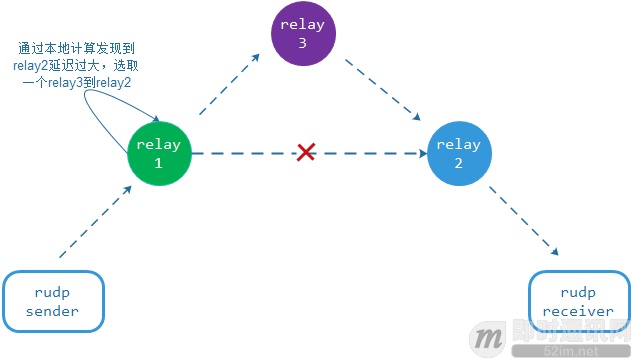 relay
3
通过本地计算发现到
relay2延迟过大，选取
一个relay3到relay2
relay
1
relay
2
rudp
sender
rudp
receiver
即时通讯网
52im.net